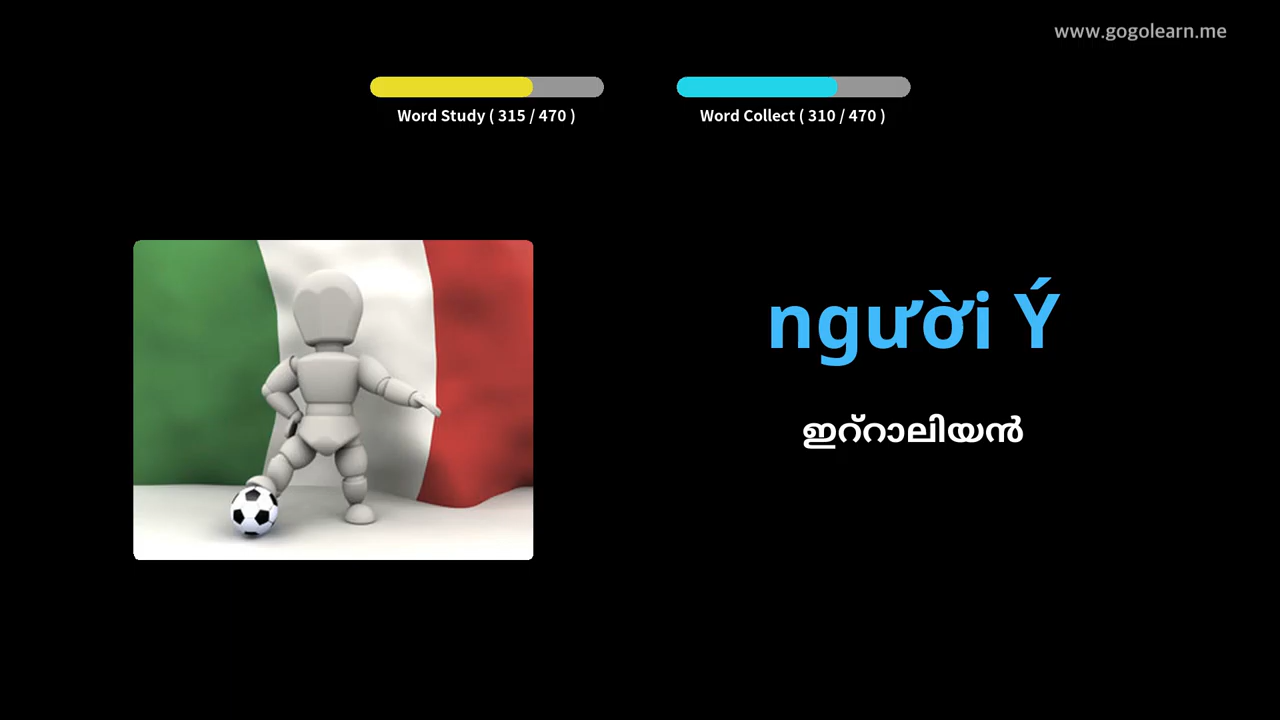 www.gogolearn.me
Word Study ( 315 / 470 )
Word Collect ( 310 / 470 )
người Ý
ഇറ്റാലിയൻ